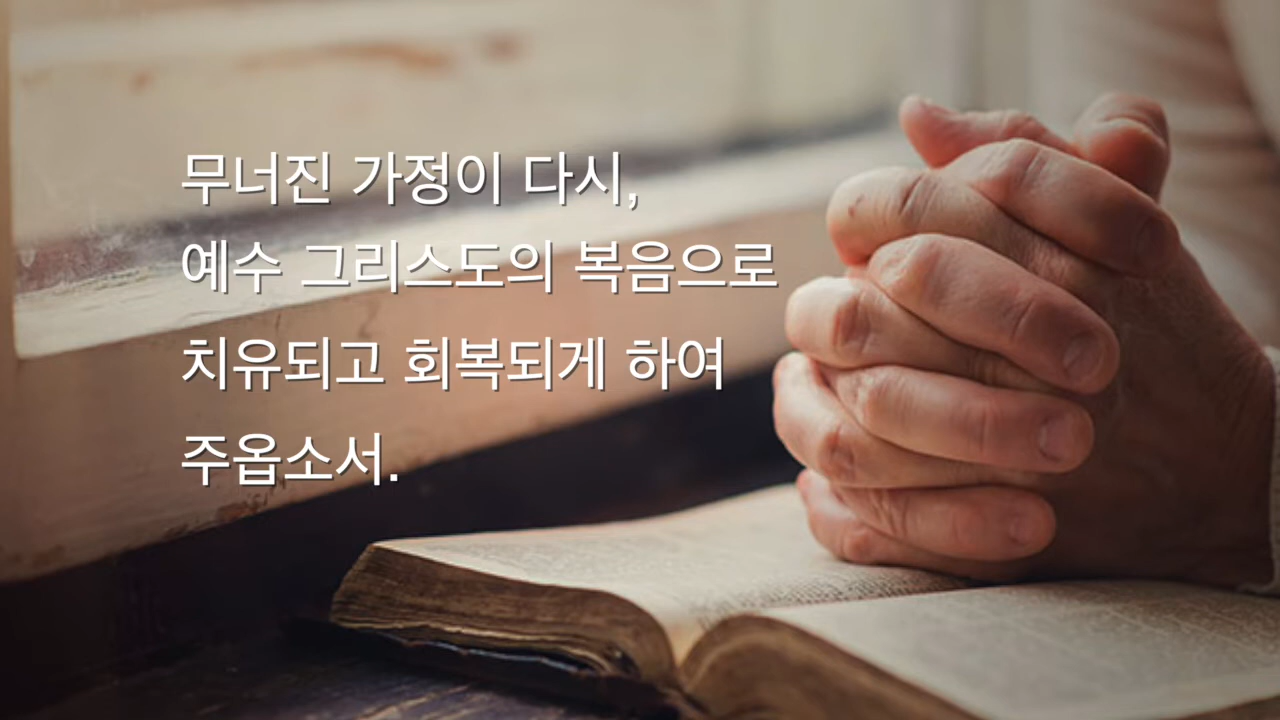 무너진 가정이 다시,
예수 그리스도의 복음으로
치유되고 회복되게 하여
주옵소서.